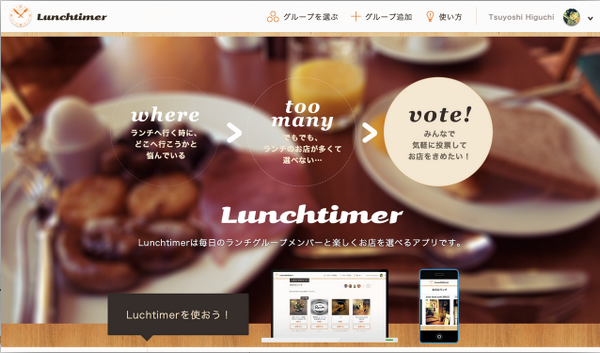 Lunchtimer
グループを選ぶ
グループ追加
使い方
Tsuyoshi Higuchi
where
ランチへ行く時に、
どこへ行こうかと
悩んでいる
too
many
でもでも、
ランチのお店が多くて
選べない…
vote!
みんなで
気軽に投票して
お店をきめたい！
Lunchtimer
Lunchtimerは毎日のランチグループメンバーと楽しくお店を選べるアプリです。
Luchtimerを使おう！